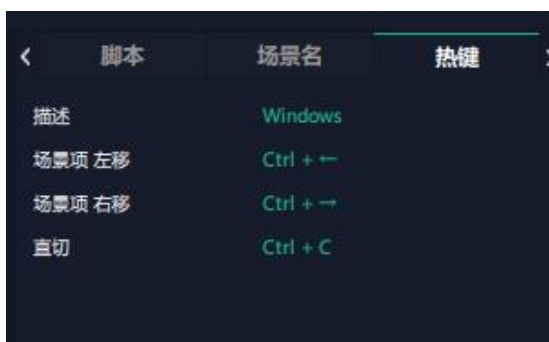 ‹ 脚本 场景名 热键 ›
描述 Windows
场景项 左移 Ctrl + ←
场景项 右移 Ctrl + →
直切 Ctrl + C